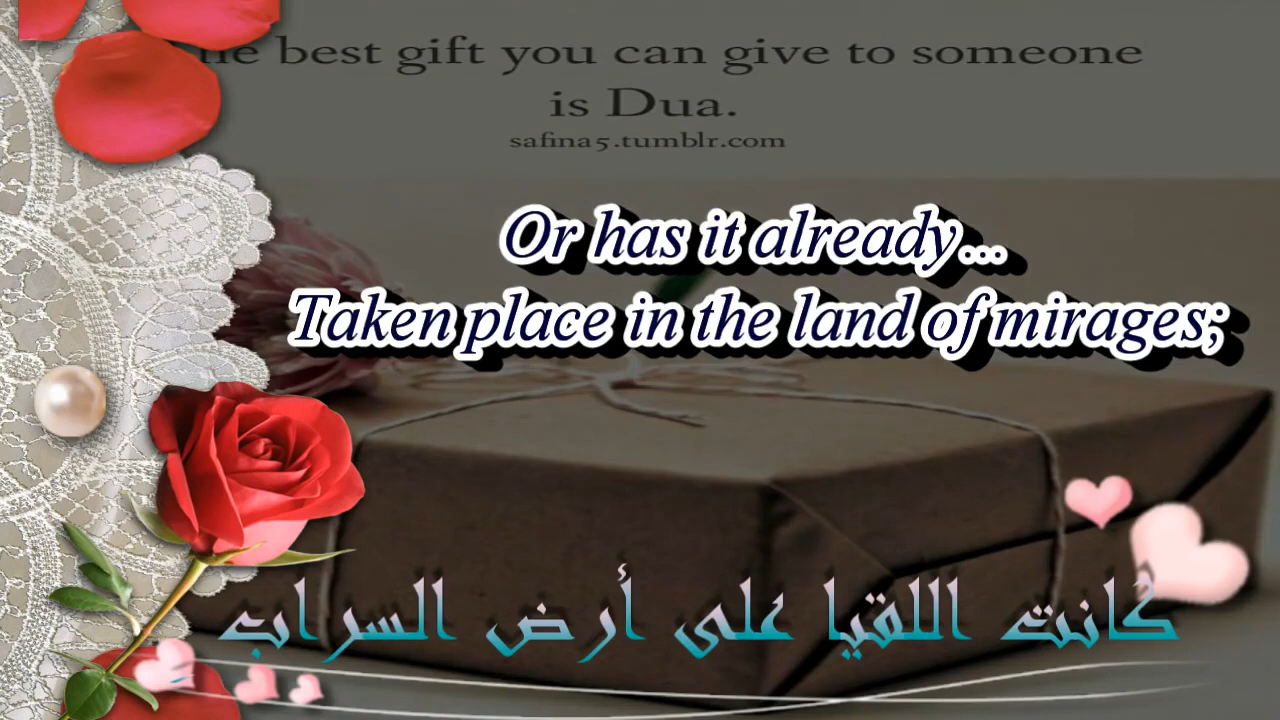 The best gift you can give to someone
is Dua.
safina5.tumblr.com
Or has it already...
Taken place in the land of mirages;
كانت اللقيا على أرض السراب